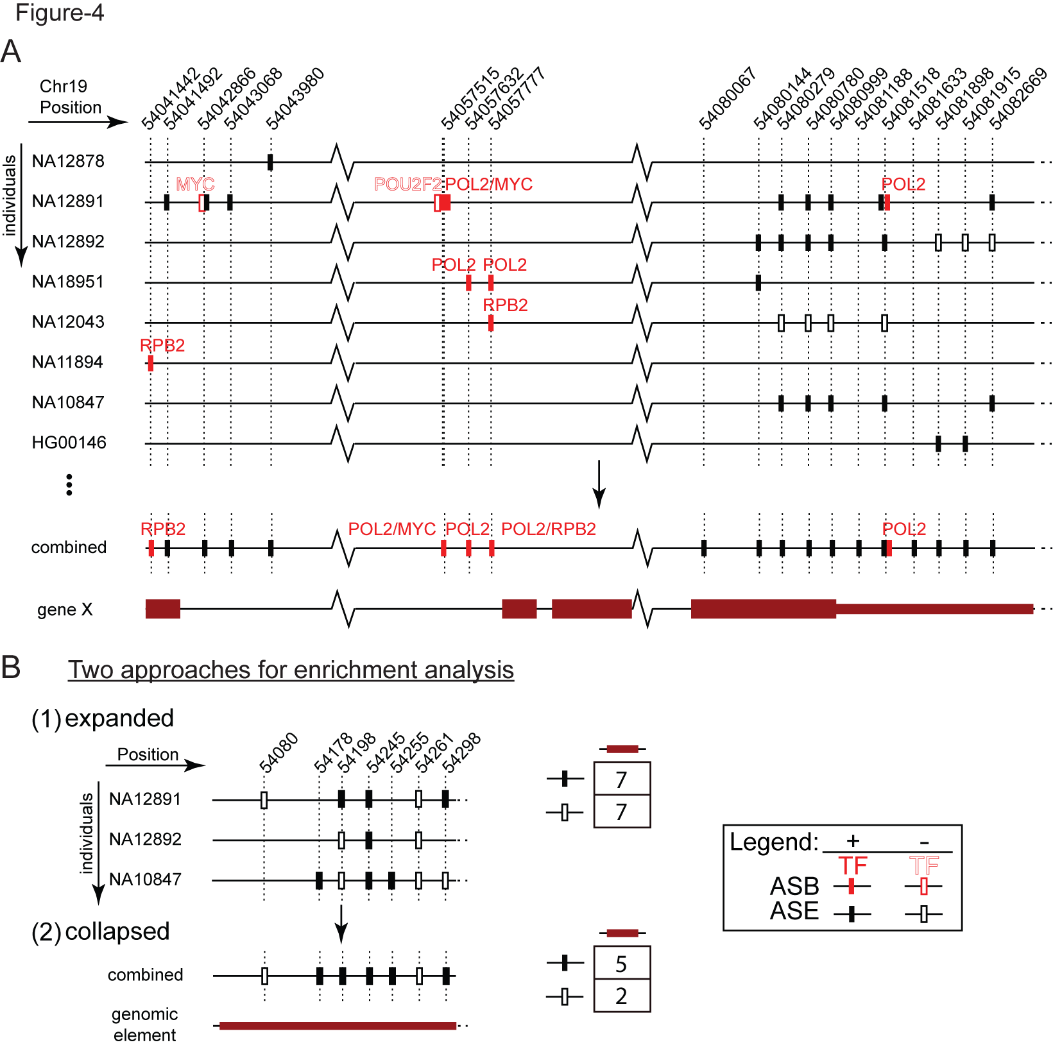 Figure-4
A
Chr19
Position
54041442
54041492
54042866
54043068
54043980
54057515
54057632
54057777
54080067
54080144
54080279
54080780
54080999
54081188
54081518
54081633
54081898
54081915
54082669
individuals
NA12878
MYC POU2F2 POL2/MYC POL2
NA12891
NA12892
POL2 POL2
NA18951
RPB2
NA12043
RPB2
NA11894
NA10847
HG00146
RPB2 POL2/MYC POL2 POL2/RPB2 POL2
combined
gene X
B Two approaches for enrichment analysis
(1) expanded
Position
54080
54178
54198
54245
54255
54261
54298
individuals
NA12891
NA12892
NA10847
7
7
(2) collapsed
combined
genomic
element
5
2
Legend: + -
TF TF
ASB
ASE